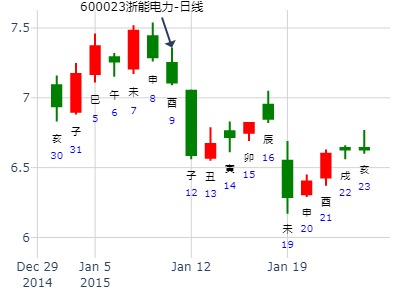 600023浙能电力-日线
7.5
7
6.5
6
亥
30
子
31
巳
5
午
6
未
7
申
8
酉
9
子
12
丑
13
寅
14
卯
15
辰
16
未
19
申
20
酉
21
戌
22
亥
23
Dec 29
2014
Jan 5
2015
Jan 12
Jan 19